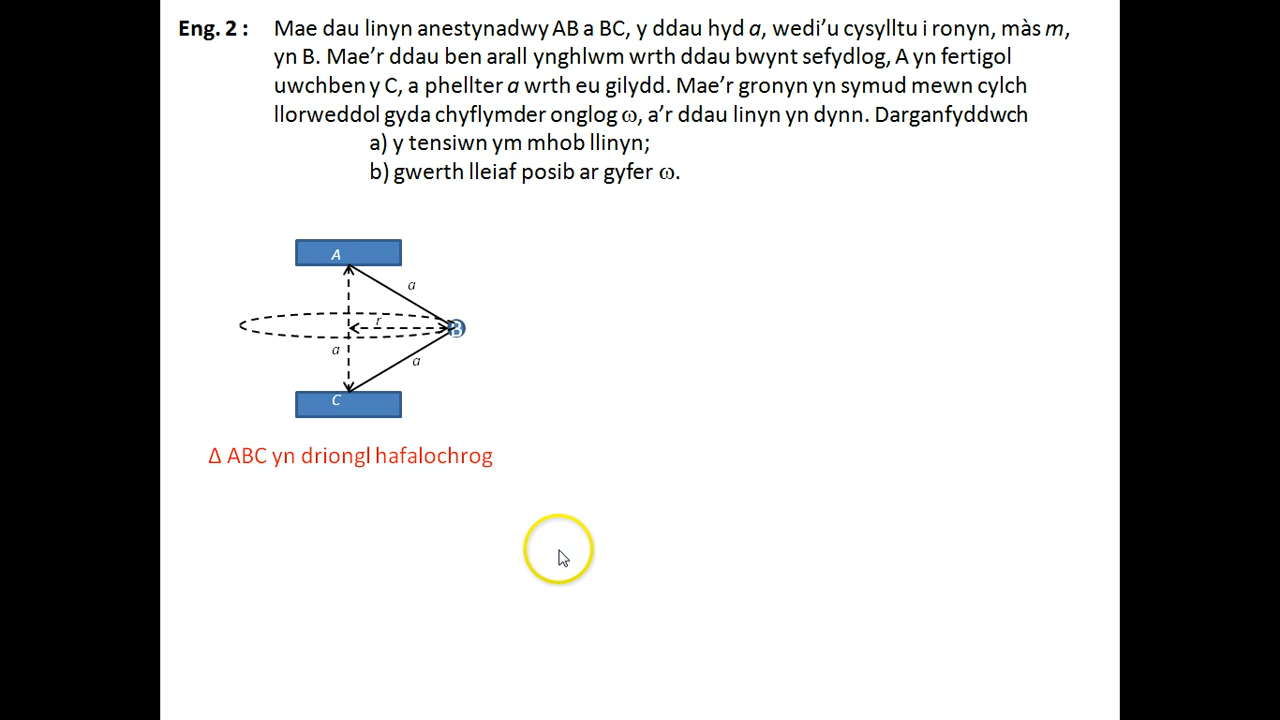 Eng. 2 : Mae dau linyn anestynadwy AB a BC, y ddau hyd a, wedi’u cysylltu i ronyn, màs m,
yn B. Mae’r ddau ben arall ynghlwm wrth ddau bwynt sefydlog, A yn fertigol
uwchben y C, a phellter a wrth eu gilydd. Mae’r gronyn yn symud mewn cylch
llorweddol gyda chyflymder onglog ω, a’r ddau linyn yn dynn. Darganfyddwch
a) y tensiwn ym mhob llinyn;
b) gwerth lleiaf posib ar gyfer ω.
A
a
r
B
a
a
C
Δ ABC yn driongl hafalochrog